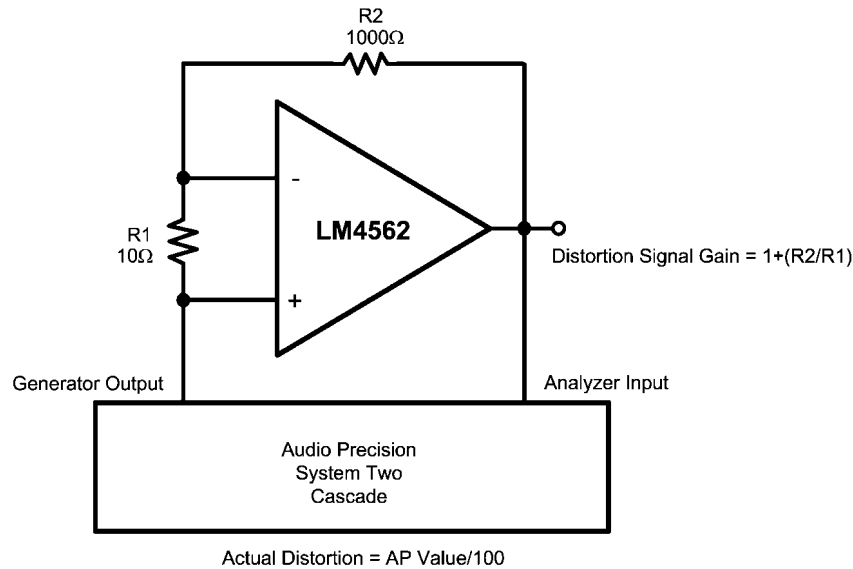 R2
1000Ω
-
LM4562
R1
10Ω
+
Distortion Signal Gain = 1+(R2/R1)
Generator Output
Analyzer Input
Audio Precision
System Two
Cascade
Actual Distortion = AP Value/100